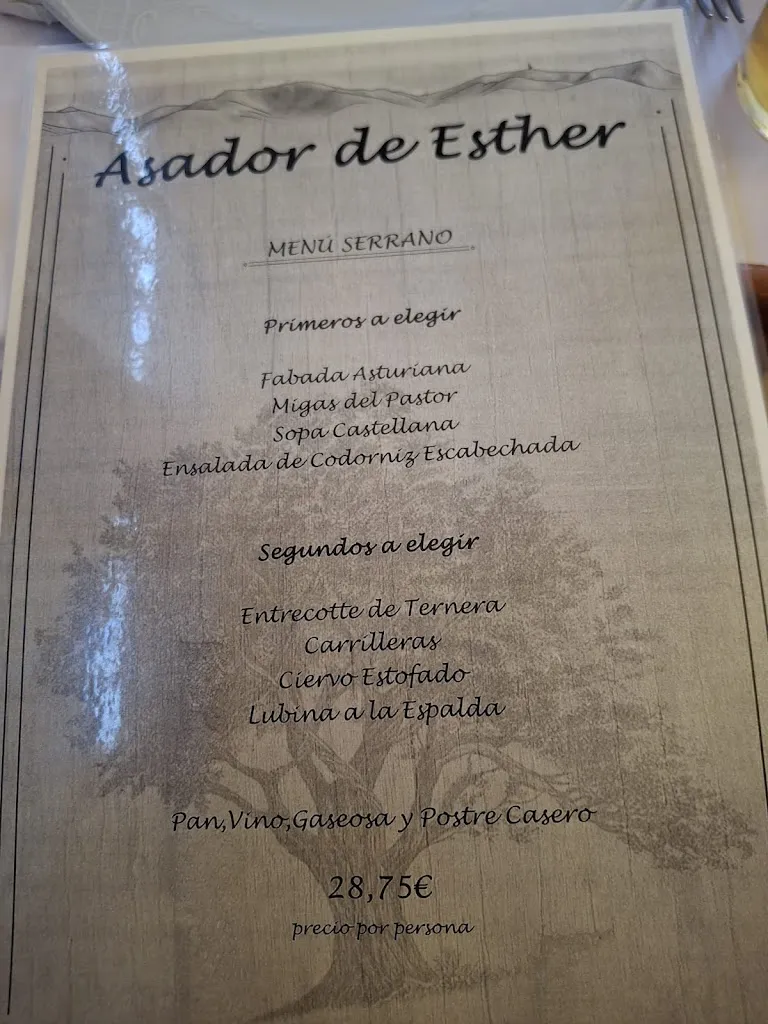 Asador de Esther
MENÚ SERRANO
Primeros a elegir
Fabada Asturiana
Migas del Pastor
Sopa Castellana
Ensalada de Codorniz Escabechada
Segundos a elegir
Entrecotte de Ternera
Carrilleras
Ciervo Estofado
Lubina a la Espalda
Pan,Vino,Gaseosa y Postre Casero
28,75€
precio por persona